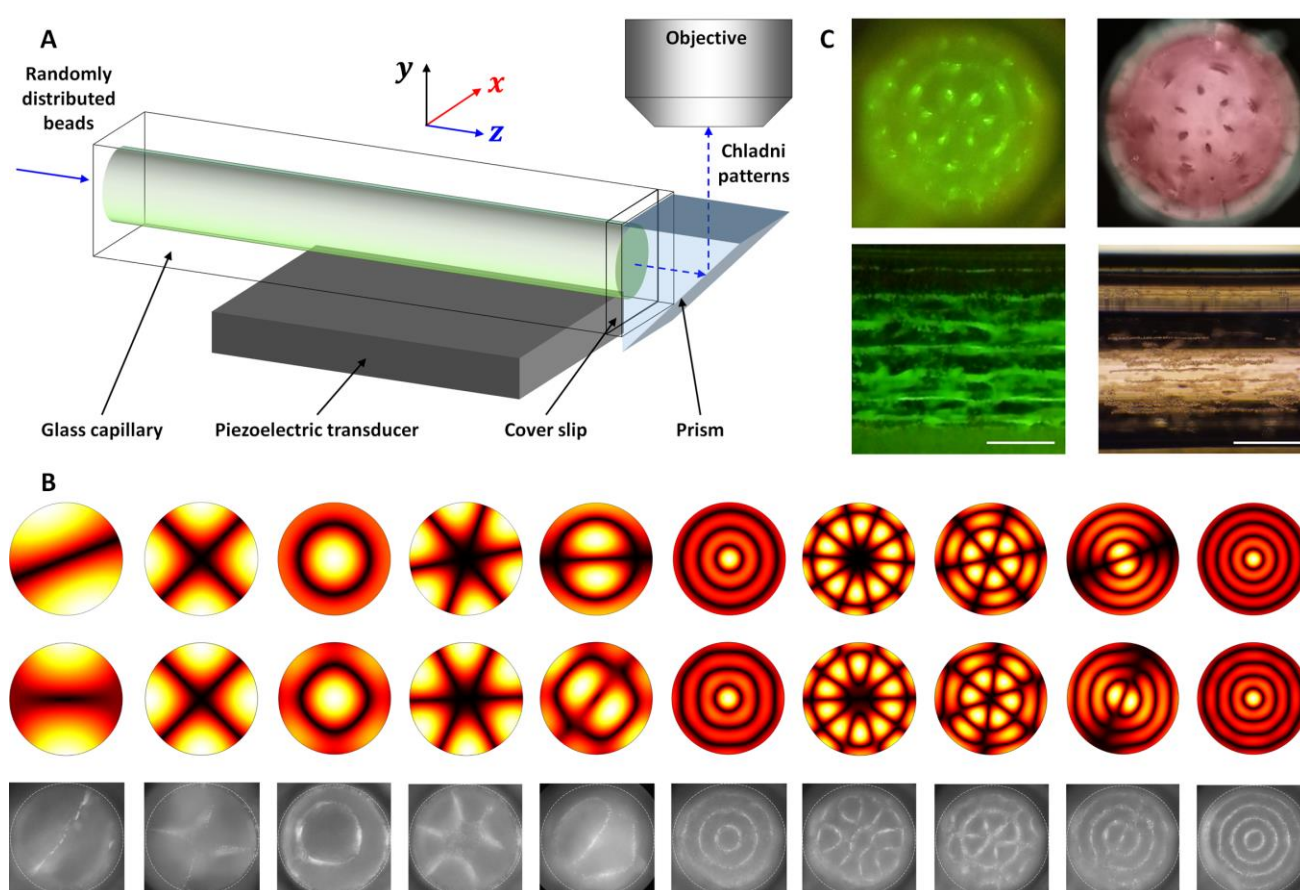 A
Randomly
distributed
beads
y
x
z
Objective
Chladni
patterns
Glass capillary
Piezoelectric transducer
Cover slip
Prism
C
B